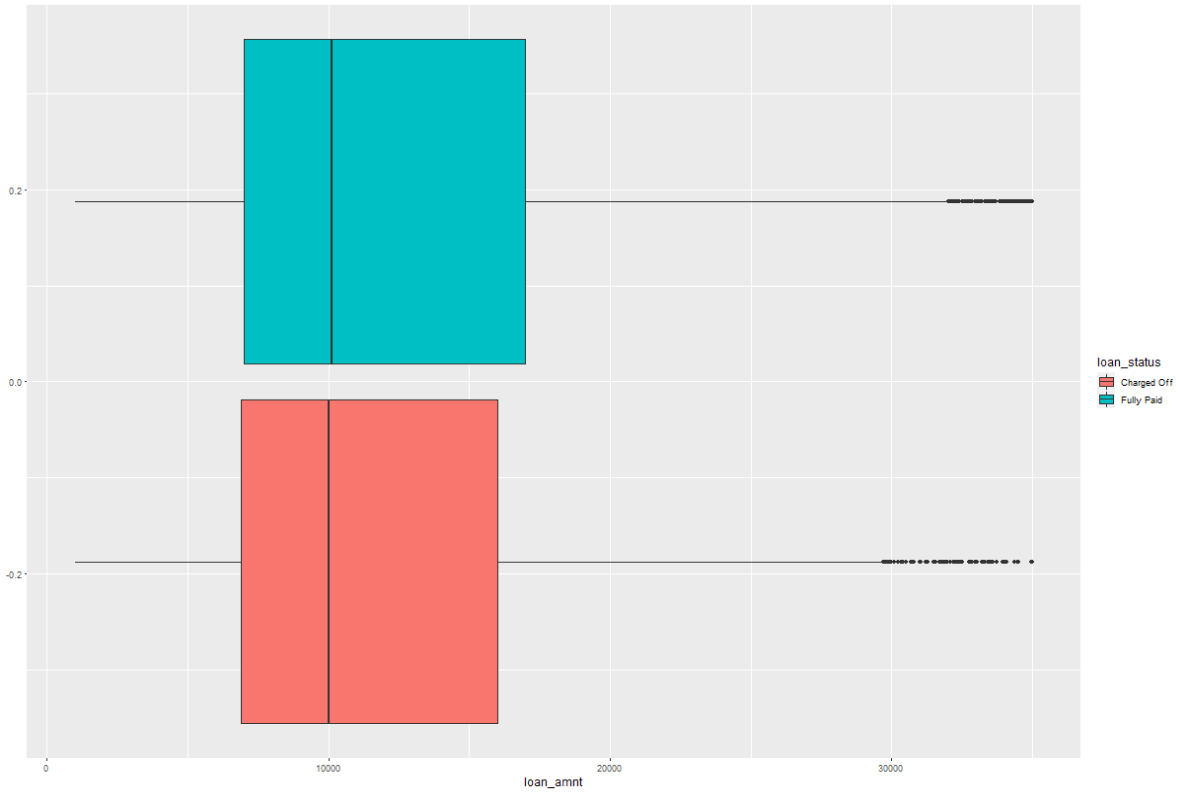 0.2
0.0
-0.2
0
10000
20000
30000
loan_amnt
loan_status
Charged Off
Fully Paid